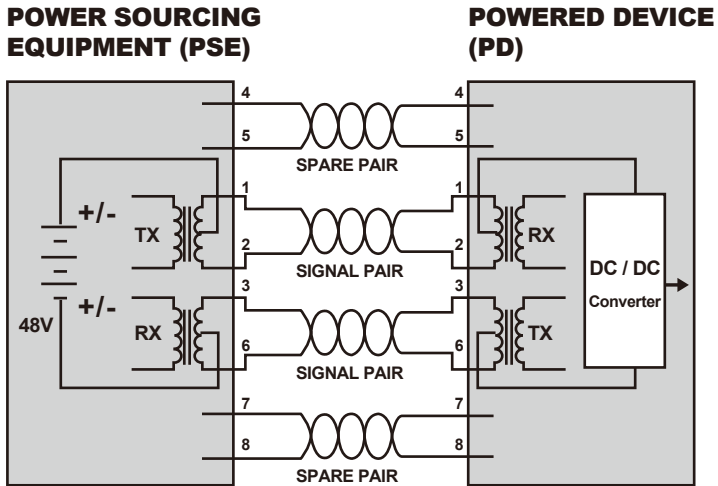 POWER SOURCING
EQUIPMENT (PSE)
POWERED DEVICE
(PD)
4
4
5
5
SPARE PAIR
1
1
+/-
TX
RX
2
2
SIGNAL PAIR
DC / DC
Converter
3
3
+/-
48V
RX
TX
6
6
SIGNAL PAIR
7
7
8
8
SPARE PAIR